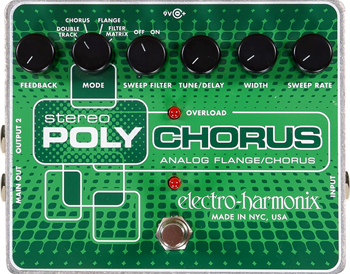 9V
CHORUS
FLANGE
DOUBLE TRACK
FILTER MATRIX
OFF ON
FEEDBACK
MODE
SWEEP FILTER
TUNE/DELAY
WIDTH
SWEEP RATE
OVERLOAD
stereo
POLY CHORUS
ANALOG FLANGE/CHORUS
electro-harmonix
MADE IN NYC, USA
MAIN OUT OUTPUT 2
INPUT